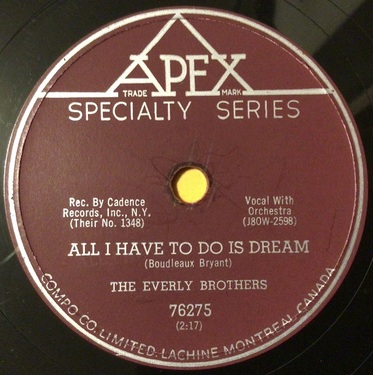 APEX
TRADE MARK
SPECIALTY SERIES
Rec. By Cadence
Records, Inc., N.Y.
(Their No. 1348)
Vocal With
Orchestra
(J8OW-2598)
ALL I HAVE TO DO IS DREAM
(Boudleaux Bryant)
THE EVERLY BROTHERS
76275
(2:17)
COMPO CO. LIMITED. LACHINE MONTREAL CANADA